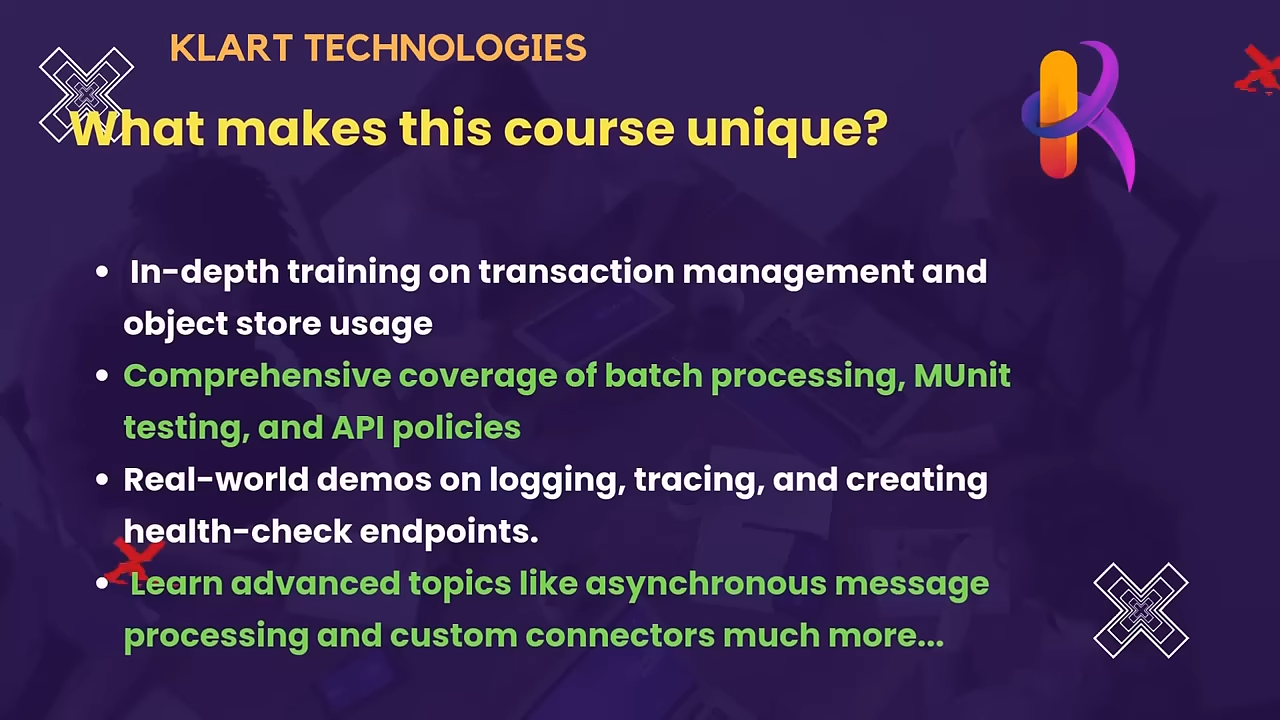 KLART TECHNOLOGIES
What makes this course unique?
• In-depth training on transaction management and
object store usage
• Comprehensive coverage of batch processing, MUnit
testing, and API policies
• Real-world demos on logging, tracing, and creating
health-check endpoints.
• Learn advanced topics like asynchronous message
processing and custom connectors much more...